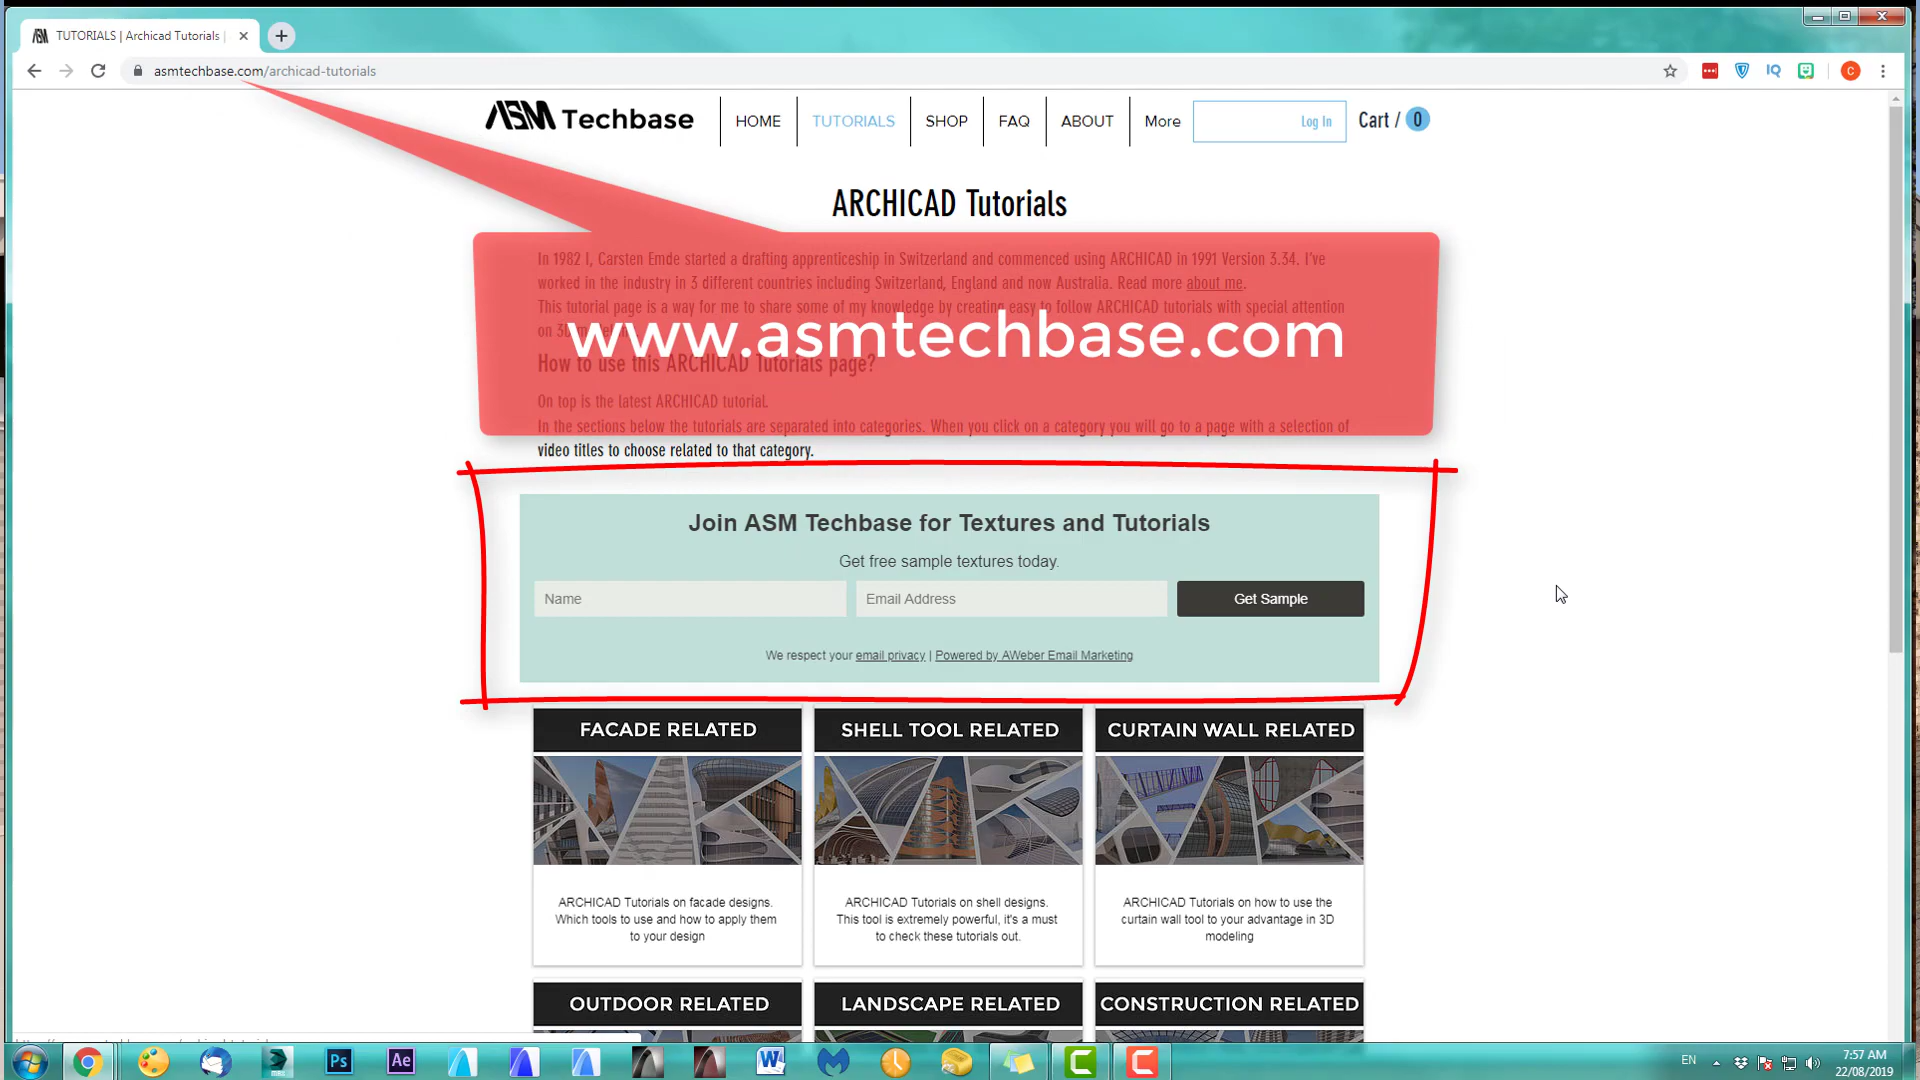 TUTORIALS | Archicad Tutorials |
asmtechbase.com/archicad-tutorials
ASM Techbase
HOME
TUTORIALS
SHOP
FAQ
ABOUT
More
Log In
Cart / 0
ARCHICAD Tutorials
In 1982 I, Carsten Emde started a drafting apprenticeship in Switzerland and commenced using ARCHICAD in 1991 Version 3.34. I've
worked in the industry in 3 different countries including Switzerland, England and now Australia. Read more about me.
This tutorial page is a way for me to share some of my knowledge by creating easy to follow ARCHICAD tutorials with special attention
on
www.asmtechbase.com
How to use this ARCHICAD Tutorials page?
On top is the latest ARCHICAD tutorial.
In the sections below the tutorials are separated into categories. When you click on a category you will go to a page with a selection of
video titles to choose related to that category.
Join ASM Techbase for Textures and Tutorials
Get free sample textures today.
Name
Email Address
Get Sample
We respect your email privacy | Powered by AWeber Email Marketing
FACADE RELATED
SHELL TOOL RELATED
CURTAIN WALL RELATED
ARCHICAD Tutorials on facade designs.
Which tools to use and how to apply them
to your design
ARCHICAD Tutorials on shell designs.
This tool is extremely powerful, it's a must
to check these tutorials out.
ARCHICAD Tutorials on how to use the
curtain wall tool to your advantage in 3D
modeling
OUTDOOR RELATED
LANDSCAPE RELATED
CONSTRUCTION RELATED
Ps
Ae
W
EN
7:57 AM
22/08/2019